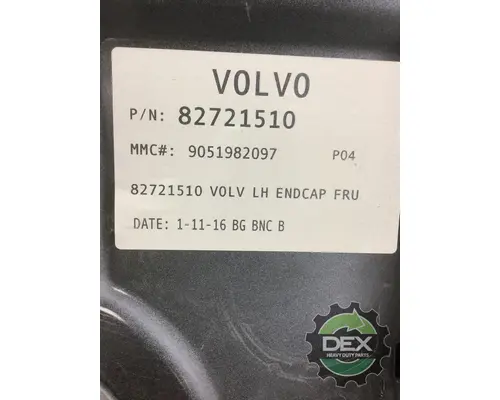 VOLVO
P/N: 82721510
MMC#: 9051982097 P04
82721510 VOLV LH ENDCAP FRU
DATE: 1-11-16 BG BNC B
DEX
HEAVY DUTY PARTS